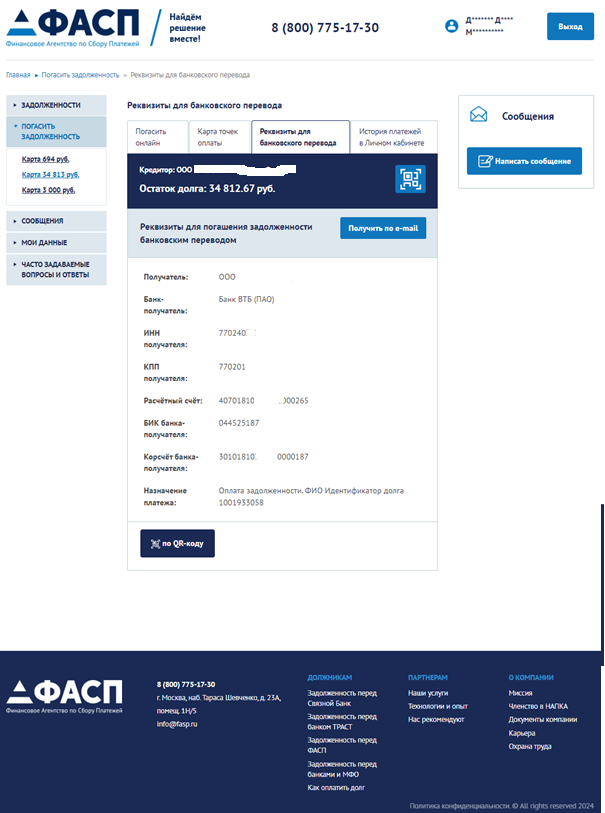 ФАСП
Финансовое Агентство по Сбору Платежей
Найдём
решение
вместе!
8 (800) 775-17-30
Д******* Д****
М**********
Выход
Главная ▸ Погасить задолженность ▸ Реквизиты для банковского перевода
ЗАДОЛЖЕННОСТИ
ПОГАСИТЬ
ЗАДОЛЖЕННОСТЬ
Карта 694 руб.
Карта 34 813 руб.
Карта 3 000 руб.
СООБЩЕНИЯ
МОИ ДАННЫЕ
ЧАСТО ЗАДАВАЕМЫЕ
ВОПРОСЫ И ОТВЕТЫ
Реквизиты для банковского перевода
Погасить
онлайн
Карта точек
оплаты
Реквизиты для
банковского перевода
История платежей
в Личном кабинете
Кредитор: ООО
Остаток долга: 34 812.67 руб.
Реквизиты для погашения задолженности
банковским переводом
Получить по e-mail
Получатель: ООО
Банк-
получатель:
Банк ВТБ (ПАО)
ИНН
получателя:
770240
КПП
получателя:
770201
Расчётный счёт: 40701810 000265
БИК банка-
получателя:
044525187
Корсчёт банка-
получателя:
30101810 0000187
Назначение
платежа:
Оплата задолженности. ФИО Идентификатор долга
1001933058
по QR-коду
Сообщения
Написать сообщение
ФАСП
Финансовое Агентство по Сбору Платежей
8 (800) 775-17-30
г. Москва, наб. Тараса Шевченко, д. 23А,
помещ. 1Н/5
info@fasp.ru
ДОЛЖНИКАМ
Задолженность перед
Связной Банк
Задолженность перед
банком ТРАСТ
Задолженность перед
ФАСП
Задолженность перед
банками и МФО
Как оплатить долг
ПАРТНЕРАМ
Наши услуги
Технологии и опыт
Нас рекомендуют
О КОМПАНИИ
Миссия
Членство в НАПКА
Документы компании
Карьера
Охрана труда
Политика конфиденциальности. © All rights reserved 2024